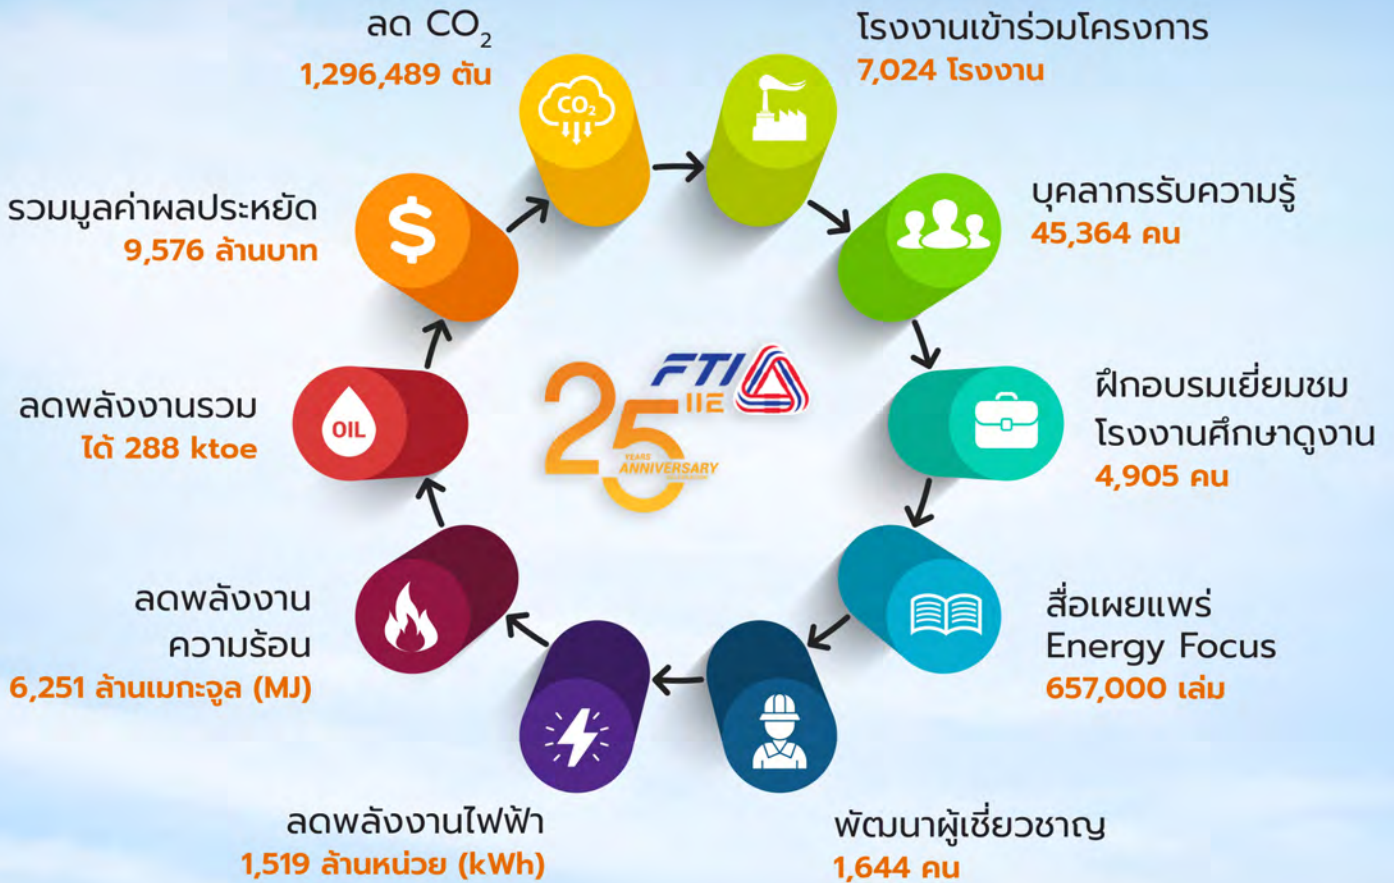 ลด CO₂
1,296,489 ตัน
โรงงานเข้าร่วมโครงการ
7,024 โรงงาน
CO₂
บุคลากรรับความรู้
45,364 คน
ฝึกอบรมเยี่ยมชม
โรงงานศึกษาดูงาน
4,905 คน
สื่อเผยแพร่
Energy Focus
657,000 เล่ม
พัฒนาผู้เชี่ยวชาญ
1,644 คน
ลดพลังงานไฟฟ้า
1,519 ล้านหน่วย (kWh)
ลดพลังงาน
ความร้อน
6,251 ล้านเมกะจูล (MJ)
ลดพลังงานรวม
ได้ 288 ktoe
OIL
รวมมูลค่าผลประหยัด
9,576 ล้านบาท
$
FTI
IIE
25
YEARS
ANNIVERSARY